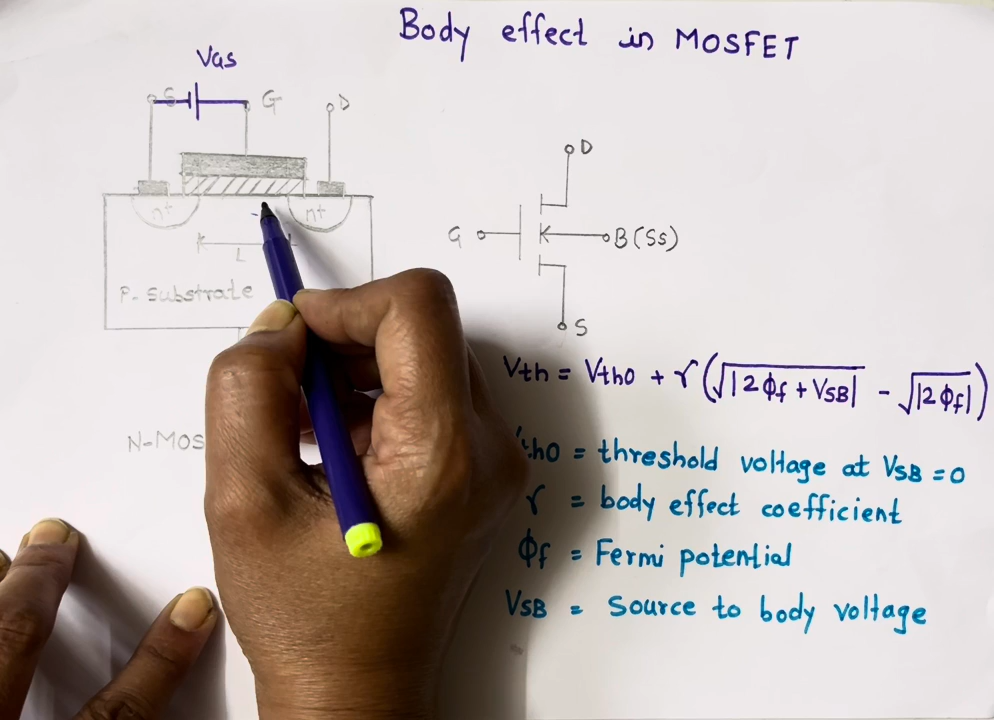 Body effect in MOSFET
VGS
S G D
n+ n+
L
P-Substrate
N-MOS
D
G B(SS)
S
Vth = Vth0 + γ(√|2ϕf + VSB| - √|2ϕf|)
Vth0 = threshold voltage at VSB = 0
γ = body effect coefficient
ϕf = Fermi potential
VSB = Source to body voltage